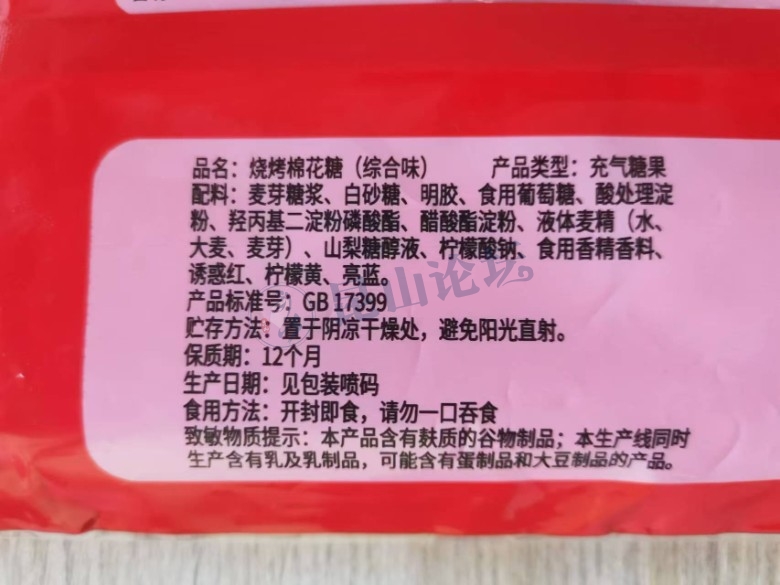 品名：烧烤棉花糖（综合味） 产品类型：充气糖果
配料：麦芽糖浆、白砂糖、明胶、食用葡萄糖、酸处理淀
粉、羟丙基二淀粉磷酸酯、醋酸酯淀粉、液体麦精（水、
大麦、麦芽）、山梨糖醇液、柠檬酸钠、食用香精香料、
诱惑红、柠檬黄、亮蓝。
昆山论坛
产品标准号：GB 17399
贮存方法：置于阴凉干燥处，避免阳光直射。
保质期：12个月
生产日期：见包装喷码
食用方法：开封即食，请勿一口吞食
致敏物质提示：本产品含有麸质的谷物制品；本生产线同时
生产含有乳及乳制品，可能含有蛋制品和大豆制品的产品。